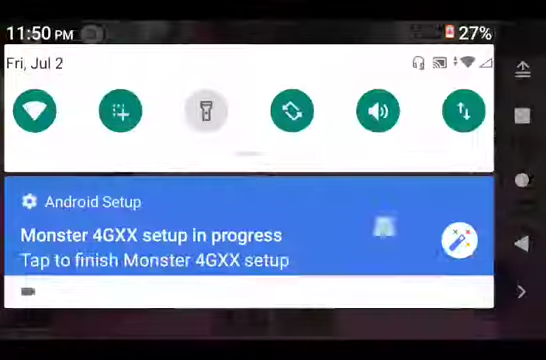 11:50 PM
27%
Fri, Jul 2
Android Setup
Monster 4GXX setup in progress
Tap to finish Monster 4GXX setup